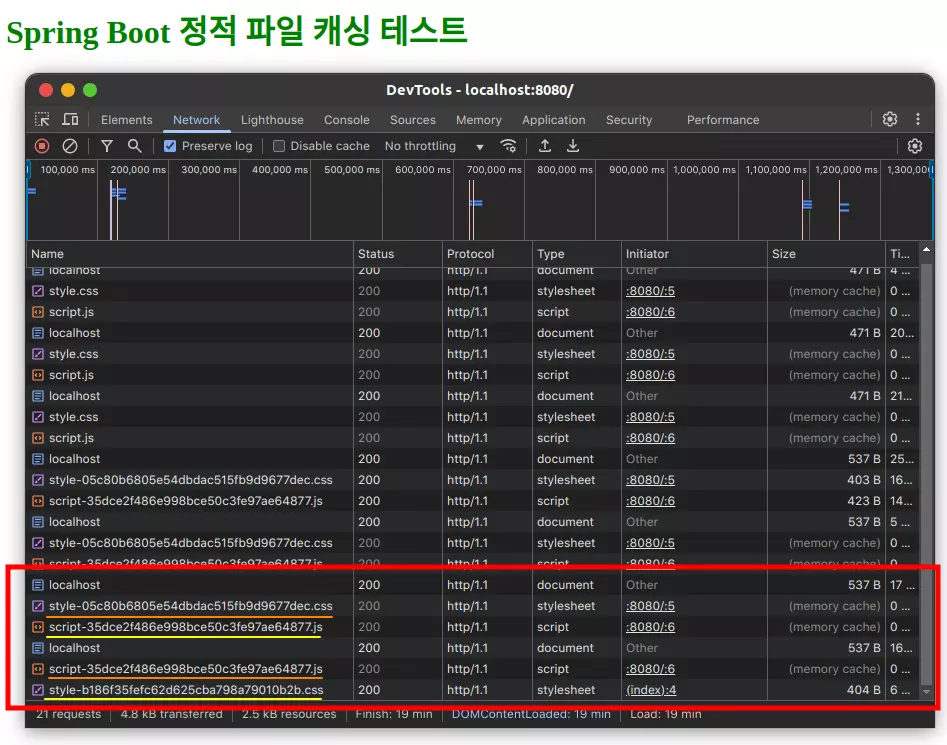 Spring Boot 정적 파일 캐싱 테스트
DevTools - localhost:8080/
Elements Network Lighthouse Console Sources Memory Application Security Performance
Preserve log Disable cache No throttling
100,000 ms 200,000 ms 300,000 ms 400,000 ms 500,000 ms 600,000 ms 700,000 ms 800,000 ms 900,000 ms 1,000,000 ms 1,100,000 ms 1,200,000 ms 1,300,00
Name Status Protocol Type Initiator Size Ti...
localhost 200 http/1.1 document Other 471 B 4 ...
style.css 200 http/1.1 stylesheet :8080/:5 (memory cache) 0 ...
script.js 200 http/1.1 script :8080/:6 (memory cache) 0 ...
localhost 200 http/1.1 document Other 471 B 20...
style.css 200 http/1.1 stylesheet :8080/:5 (memory cache) 0 ...
script.js 200 http/1.1 script :8080/:6 (memory cache) 0 ...
localhost 200 http/1.1 document Other 471 B 21...
style.css 200 http/1.1 stylesheet :8080/:5 (memory cache) 0 ...
script.js 200 http/1.1 script :8080/:6 (memory cache) 0 ...
localhost 200 http/1.1 document Other 537 B 25...
style-05c80b6805e54dbdac515fb9d9677dec.css 200 http/1.1 stylesheet :8080/:5 403 B 16...
script-35dce2f486e998bce50c3fe97ae64877.js 200 http/1.1 script :8080/:6 423 B 14...
localhost 200 http/1.1 document Other 537 B 5 ...
style-05c80b6805e54dbdac515fb9d9677dec.css 200 http/1.1 stylesheet :8080/:5 (memory cache) 0 ...
script-35dce2f486e998bce50c3fe97ae64877.js 200 http/1.1 script :8080/:6 (memory cache) 0 ...
localhost 200 http/1.1 document Other 537 B 17 ...
style-05c80b6805e54dbdac515fb9d9677dec.css 200 http/1.1 stylesheet :8080/:5 (memory cache) 0 ...
script-35dce2f486e998bce50c3fe97ae64877.js 200 http/1.1 script :8080/:6 (memory cache) 0 ...
localhost 200 http/1.1 document Other 537 B 16...
script-35dce2f486e998bce50c3fe97ae64877.js 200 http/1.1 script :8080/:6 (memory cache) 0 ...
style-b186f35fefc62d625cba798a79010b2b.css 200 http/1.1 stylesheet (index):4 404 B 6 ...
21 requests 4.8 kB transferred 2.5 kB resources Finish: 19 min DOMContentLoaded: 19 min Load: 19 min